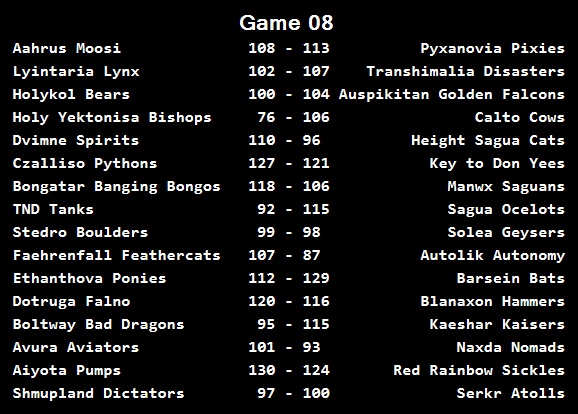 Game 08
Aahrus Moosi 108 - 113 Pyxanovia Pixies
Lyintaria Lynx 102 - 107 Transhimalia Disasters
Holykol Bears 100 - 104 Auspikitan Golden Falcons
Holy Yektonisa Bishops 76 - 106 Calto Cows
Dvimne Spirits 110 - 96 Height Sagua Cats
Czalliso Pythons 127 - 121 Key to Don Yees
Bongatar Banging Bongos 118 - 106 Manwx Saguans
TND Tanks 92 - 115 Sagua Ocelots
Stedro Boulders 99 - 98 Solea Geysers
Faehrenfall Feathercats 107 - 87 Autolik Autonomy
Ethanthova Ponies 112 - 129 Barsein Bats
Dotruga Falno 120 - 116 Blanaxon Hammers
Boltway Bad Dragons 95 - 115 Kaeshar Kaisers
Avura Aviators 101 - 93 Naxda Nomads
Aiyota Pumps 130 - 124 Red Rainbow Sickles
Shmupland Dictators 97 - 100 Serkr Atolls